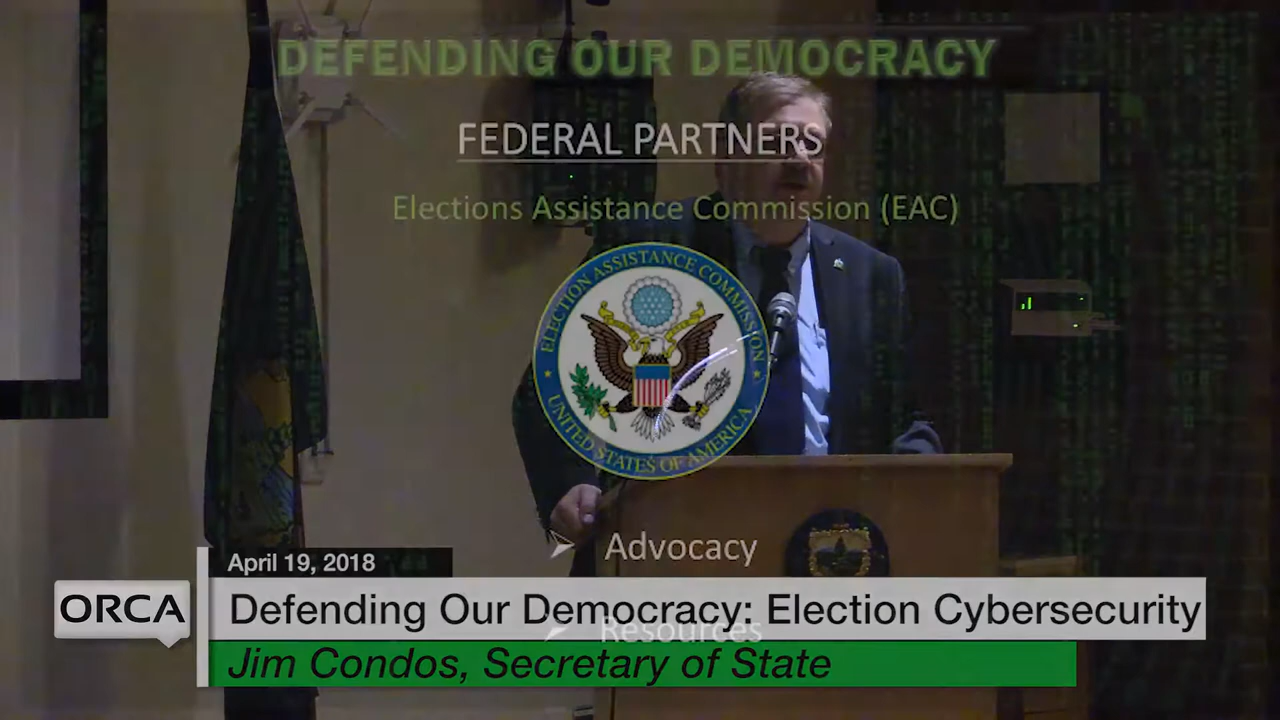 DEFENDING OUR DEMOCRACY
FEDERAL PARTNERS
Elections Assistance Commission (EAC)
ELECTION ASSISTANCE COMMISSION
UNITED STATES OF AMERICA
Advocacy
Resources
April 19, 2018
ORCA
Defending Our Democracy: Election Cybersecurity
Jim Condos, Secretary of State